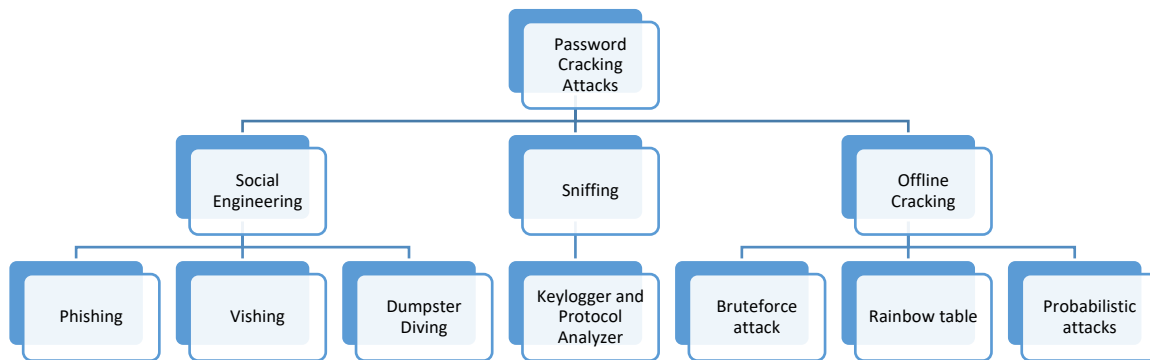 Password
Cracking
Attacks
Social
Engineering
Sniffing
Offline
Cracking
Phishing
Vishing
Dumpster
Diving
Keylogger and
Protocol
Analyzer
Bruteforce
attack
Rainbow table
Probabilistic
attacks